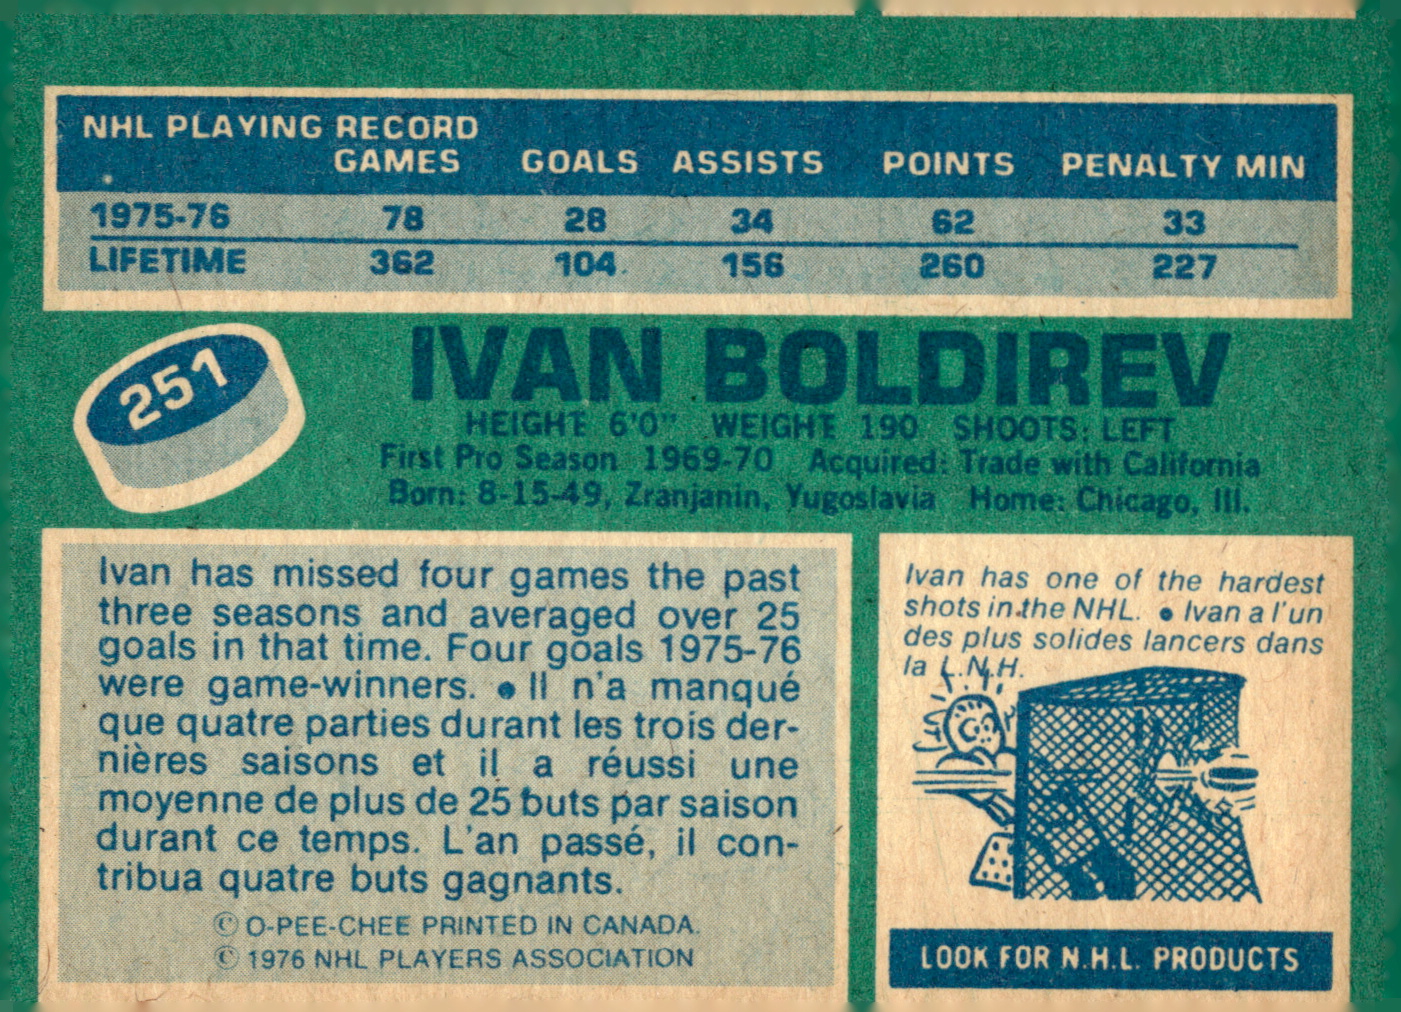 NHL PLAYING RECORD
GAMES GOALS ASSISTS POINTS PENALTY MIN
1975-76 78 28 34 62 33
LIFETIME 362 104 156 260 227
251
IVAN BOLDIREV
HEIGHT 6'0" WEIGHT 190 SHOOTS: LEFT
First Pro Season 1969-70 Acquired: Trade with California
Born: 8-15-49, Zranjanin, Yugoslavia Home: Chicago, Ill.
Ivan has missed four games the past
three seasons and averaged over 25
goals in that time. Four goals 1975-76
were game-winners. • Il n'a manqué
que quatre parties durant les trois der-
nières saisons et il a réussi une
moyenne de plus de 25 buts par saison
durant ce temps. L'an passé, il con-
tribua quatre buts gagnants.
© O-PEE-CHEE PRINTED IN CANADA.
© 1976 NHL PLAYERS ASSOCIATION
Ivan has one of the hardest
shots in the NHL. • Ivan a l'un
des plus solides lancers dans
la L.N.H.
LOOK FOR N.H.L. PRODUCTS